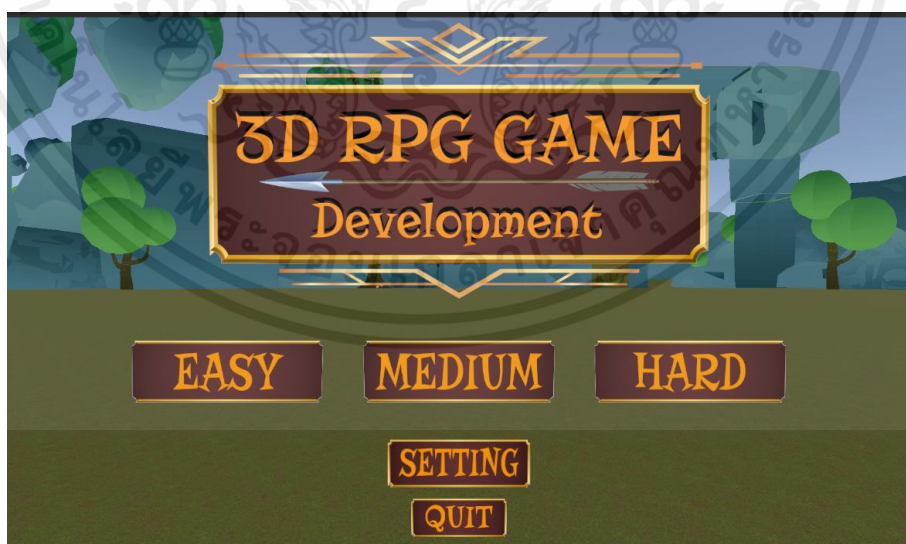 3D RPG GAME
Development
EASY MEDIUM HARD
SETTING
QUIT